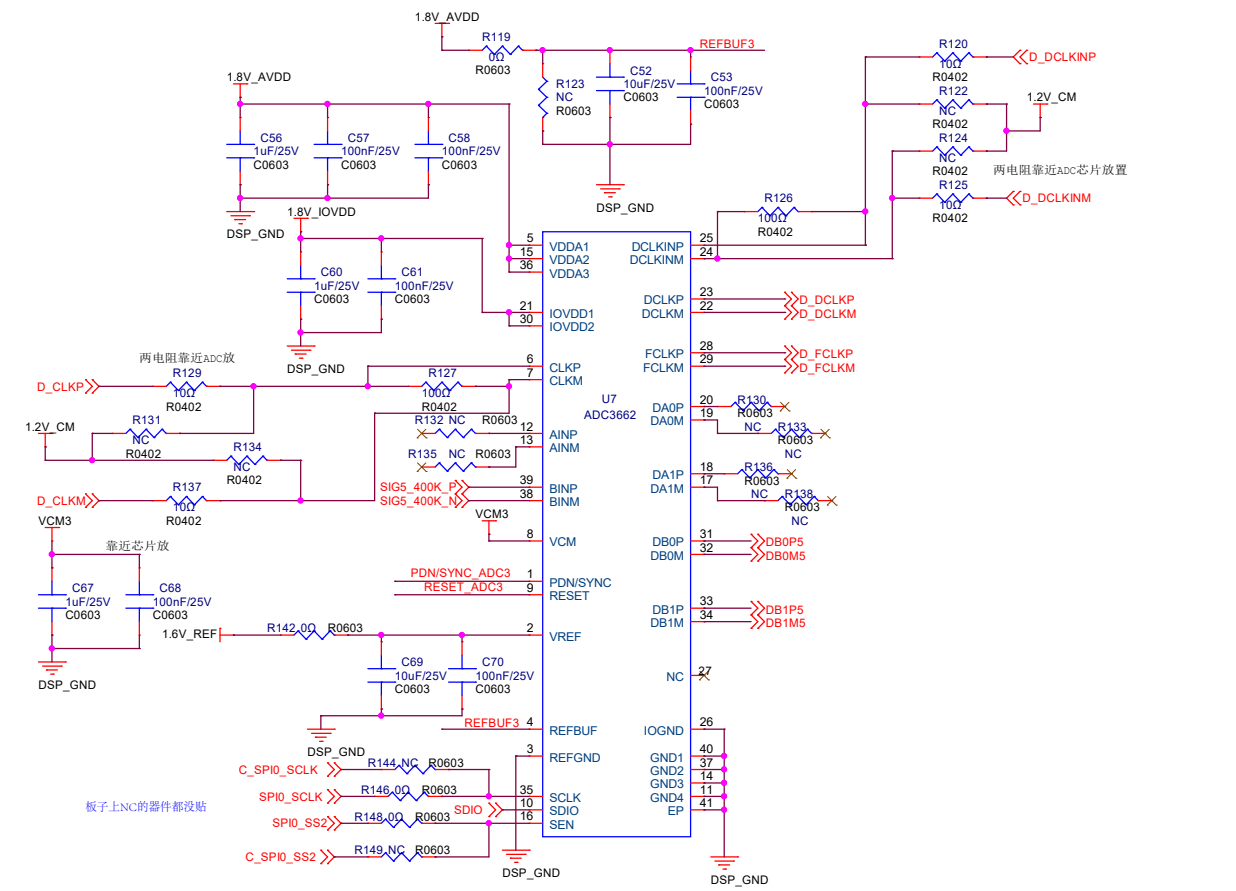 1.8V_AVDD
R119
0Ω
R0603
REFBUF3
R123
NC
R0603
C52
10uF/25V
C0603
C53
100nF/25V
C0603
R120
10Ω
R0402
D_DCLKINP
R122
NC
R0402
1.2V_CM
R124
NC
R0402
两电阻靠近ADC芯片放置
R125
10Ω
R0402
D_DCLKINM
R126
100Ω
R0402
1.8V_AVDD
C56
1uF/25V
C0603
C57
100nF/25V
C0603
C58
100nF/25V
C0603
DSP_GND
DSP_GND
1.8V_IOVDD
C60
1uF/25V
C0603
C61
100nF/25V
C0603
DSP_GND
两电阻靠近ADC放
D_CLKP
R129
10Ω
R0402
R127
100Ω
R0402
R131
NC
R0402
1.2V_CM
R134
NC
R0402
D_CLKM
R137
10Ω
R0402
R132 NC R0603
R135 NC R0603
SIG5_400K_P
SIG5_400K_N
VCM3
VCM3
靠近芯片放
C67
1uF/25V
C0603
C68
100nF/25V
C0603
DSP_GND
PDN/SYNC_ADC3
RESET_ADC3
1.6V_REF
R142 0Ω R0603
C69
10uF/25V
C0603
C70
100nF/25V
C0603
DSP_GND
REFBUF3
C_SPI0_SCLK R144 NC R0603
SPI0_SCLK R146 0Ω R0603
SDIO
SPI0_SS2 R148 0Ω R0603
C_SPI0_SS2 R149 NC R0603
板子上NC的器件都没贴
DSP_GND
U7
ADC3662
5 VDDA1
15 VDDA2
36 VDDA3
21 IOVDD1
30 IOVDD2
6 CLKP
7 CLKM
12 AINP
13 AINM
39 BINP
38 BINM
8 VCM
1 PDN/SYNC
9 RESET
2 VREF
4 REFBUF
3 REFGND
35 SCLK
10 SDIO
16 SEN
DCLKINP 25
DCLKINM 24
DCLKP 23 D_DCLKP
DCLKM 22 D_DCLKM
FCLKP 28 D_FCLKP
FCLKM 29 D_FCLKM
DA0P 20
DA0M 19
R130
R0603
NC
R133
R0603
NC
DA1P 18
DA1M 17
R136
R0603
NC
R138
R0603
NC
DB0P 31 DB0P5
DB0M 32 DB0M5
DB1P 33 DB1P5
DB1M 34 DB1M5
NC 27
IOGND 26
GND1 40
GND2 37
GND3 14
GND4 11
EP 41
DSP_GND